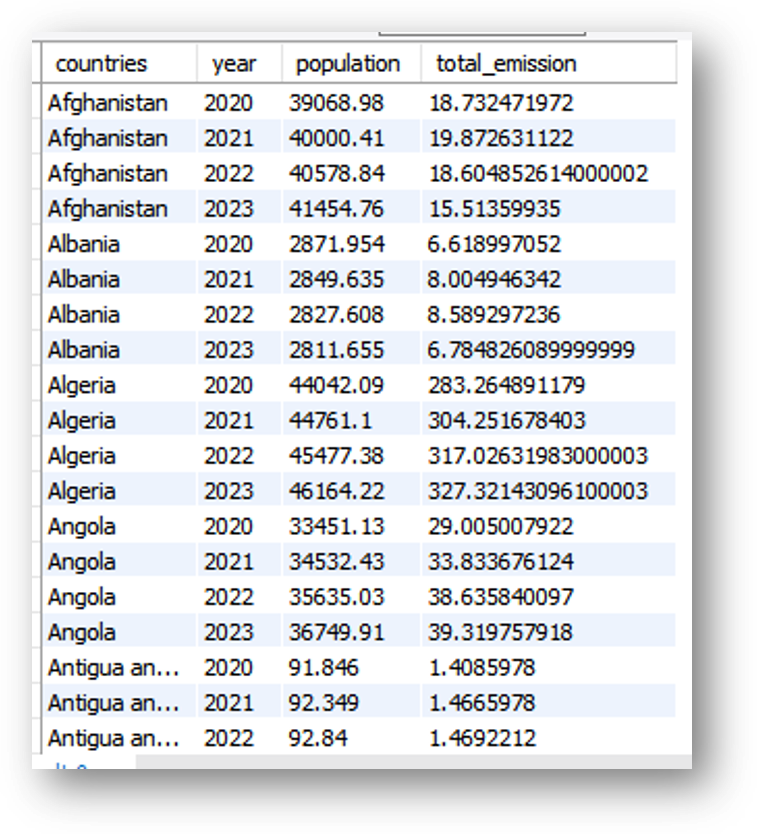 countries year population total_emission
Afghanistan 2020 39068.98 18.732471972
Afghanistan 2021 40000.41 19.872631122
Afghanistan 2022 40578.84 18.604852614000002
Afghanistan 2023 41454.76 15.51359935
Albania 2020 2871.954 6.618997052
Albania 2021 2849.635 8.004946342
Albania 2022 2827.608 8.589297236
Albania 2023 2811.655 6.784826089999999
Algeria 2020 44042.09 283.264891179
Algeria 2021 44761.1 304.251678403
Algeria 2022 45477.38 317.02631983000003
Algeria 2023 46164.22 327.32143096100003
Angola 2020 33451.13 29.005007922
Angola 2021 34532.43 33.833676124
Angola 2022 35635.03 38.635840097
Angola 2023 36749.91 39.319757918
Antigua an... 2020 91.846 1.4085978
Antigua an... 2021 92.349 1.4665978
Antigua an... 2022 92.84 1.4692212